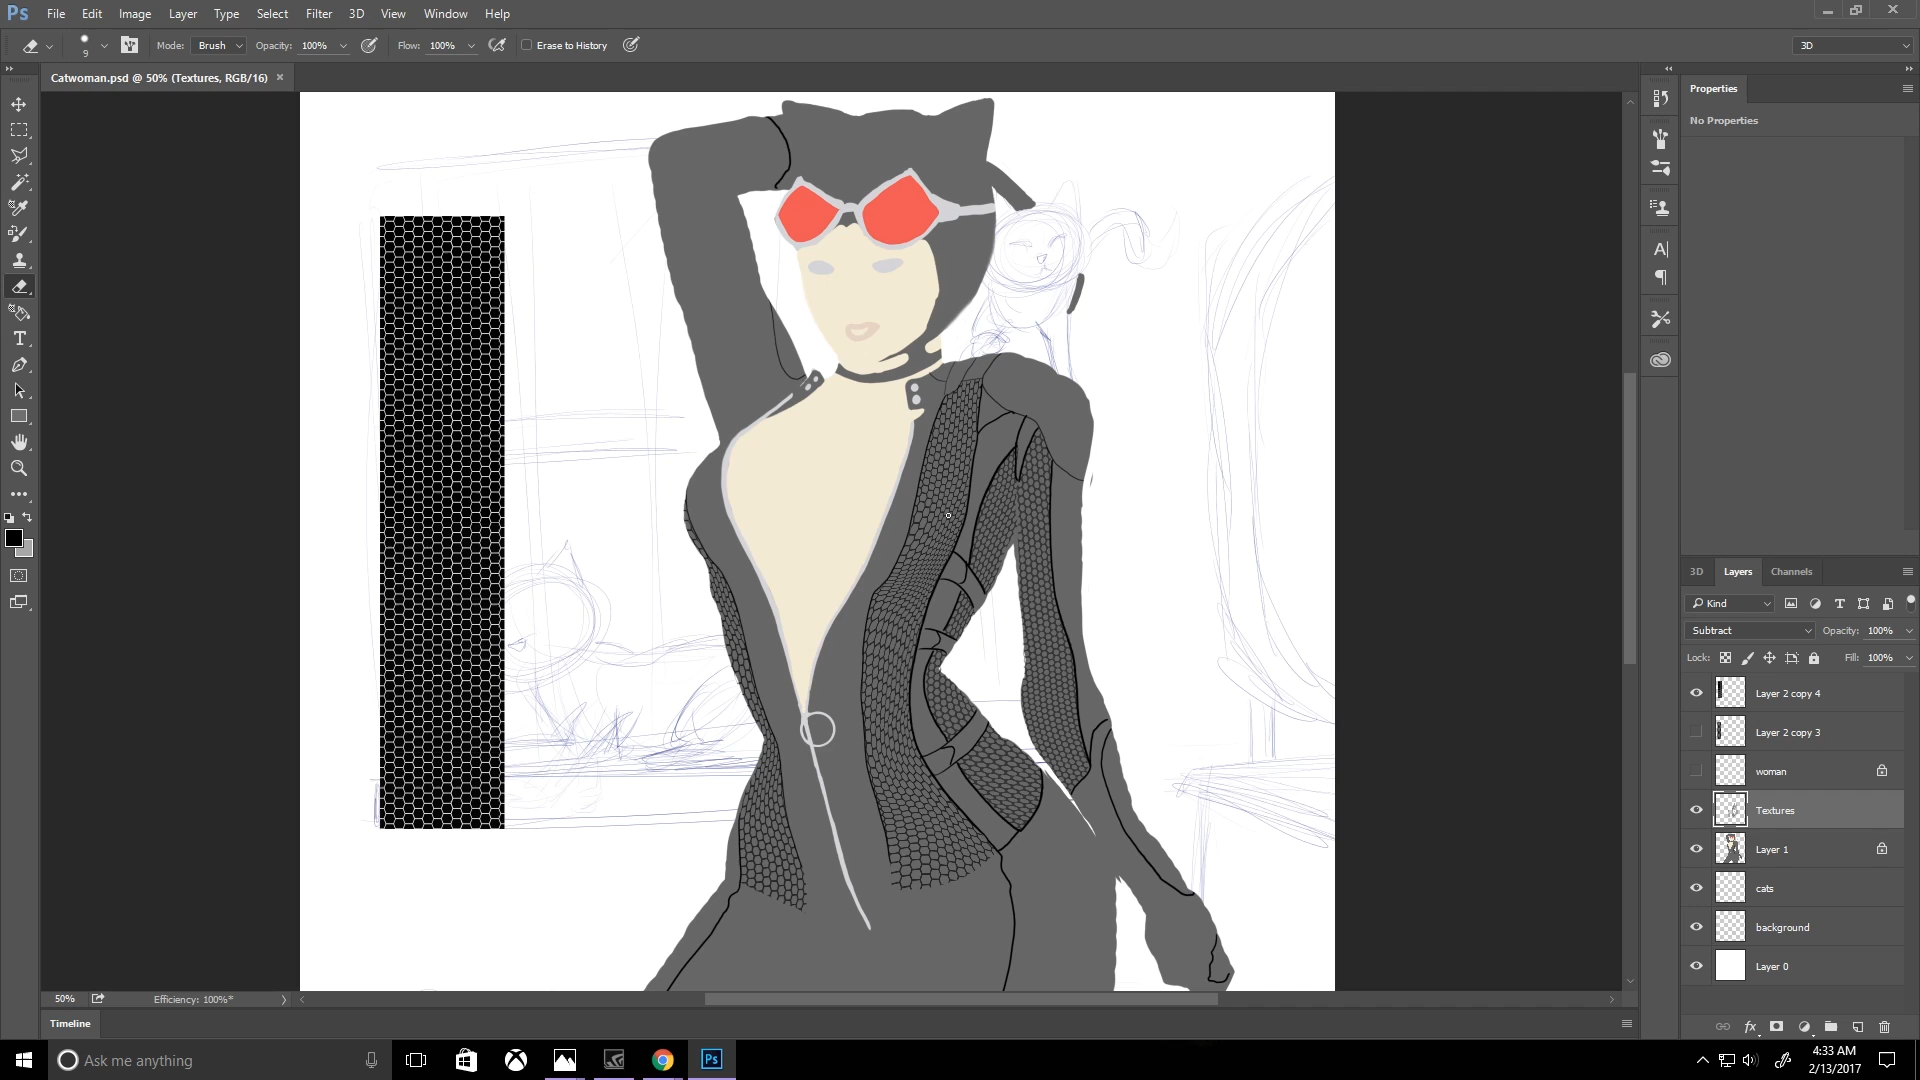 Ps File Edit Image Layer Type Select Filter 3D View Window Help
9 Mode: Brush Opacity: 100% Flow: 100% Erase to History 3D
Catwoman.psd @ 50% (Textures, RGB/16) ×
Properties
No Properties
3D Layers Channels
Kind
Subtract Opacity: 100%
Lock: Fill: 100%
Layer 2 copy 4
Layer 2 copy 3
woman
Textures
Layer 1
cats
background
Layer 0
fx
50% Efficiency: 100%*
Timeline
Ask me anything
Ps
4:33 AM
2/13/2017